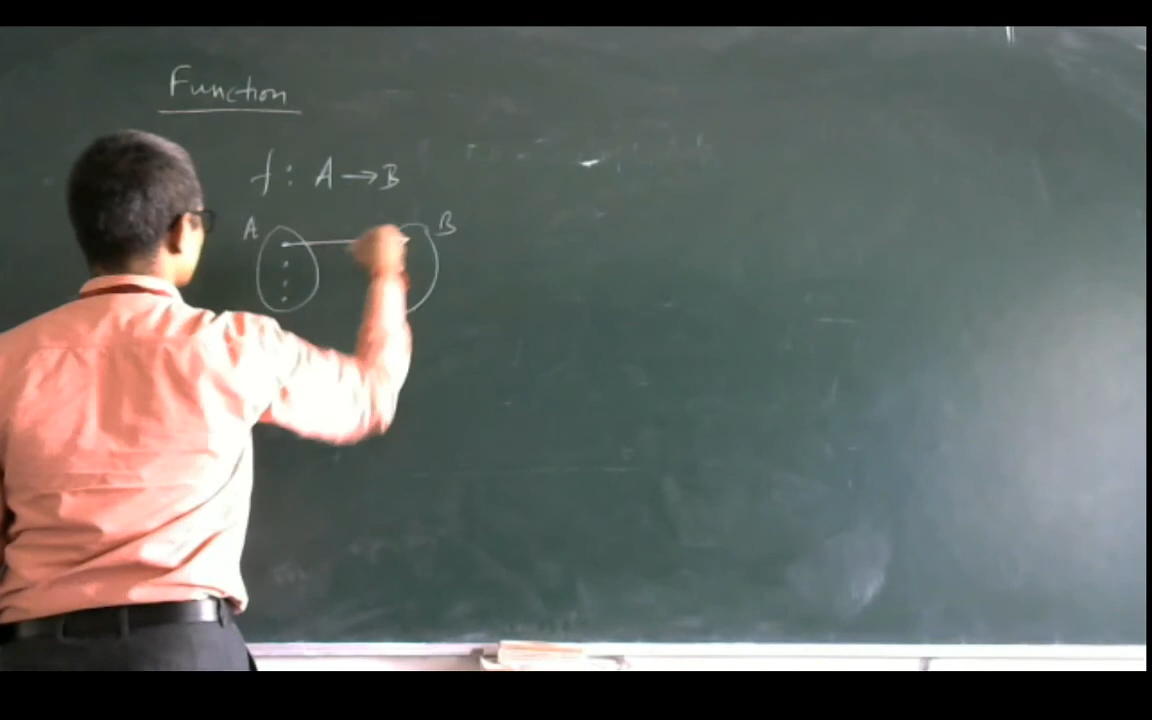 Function
f : A → B
A B